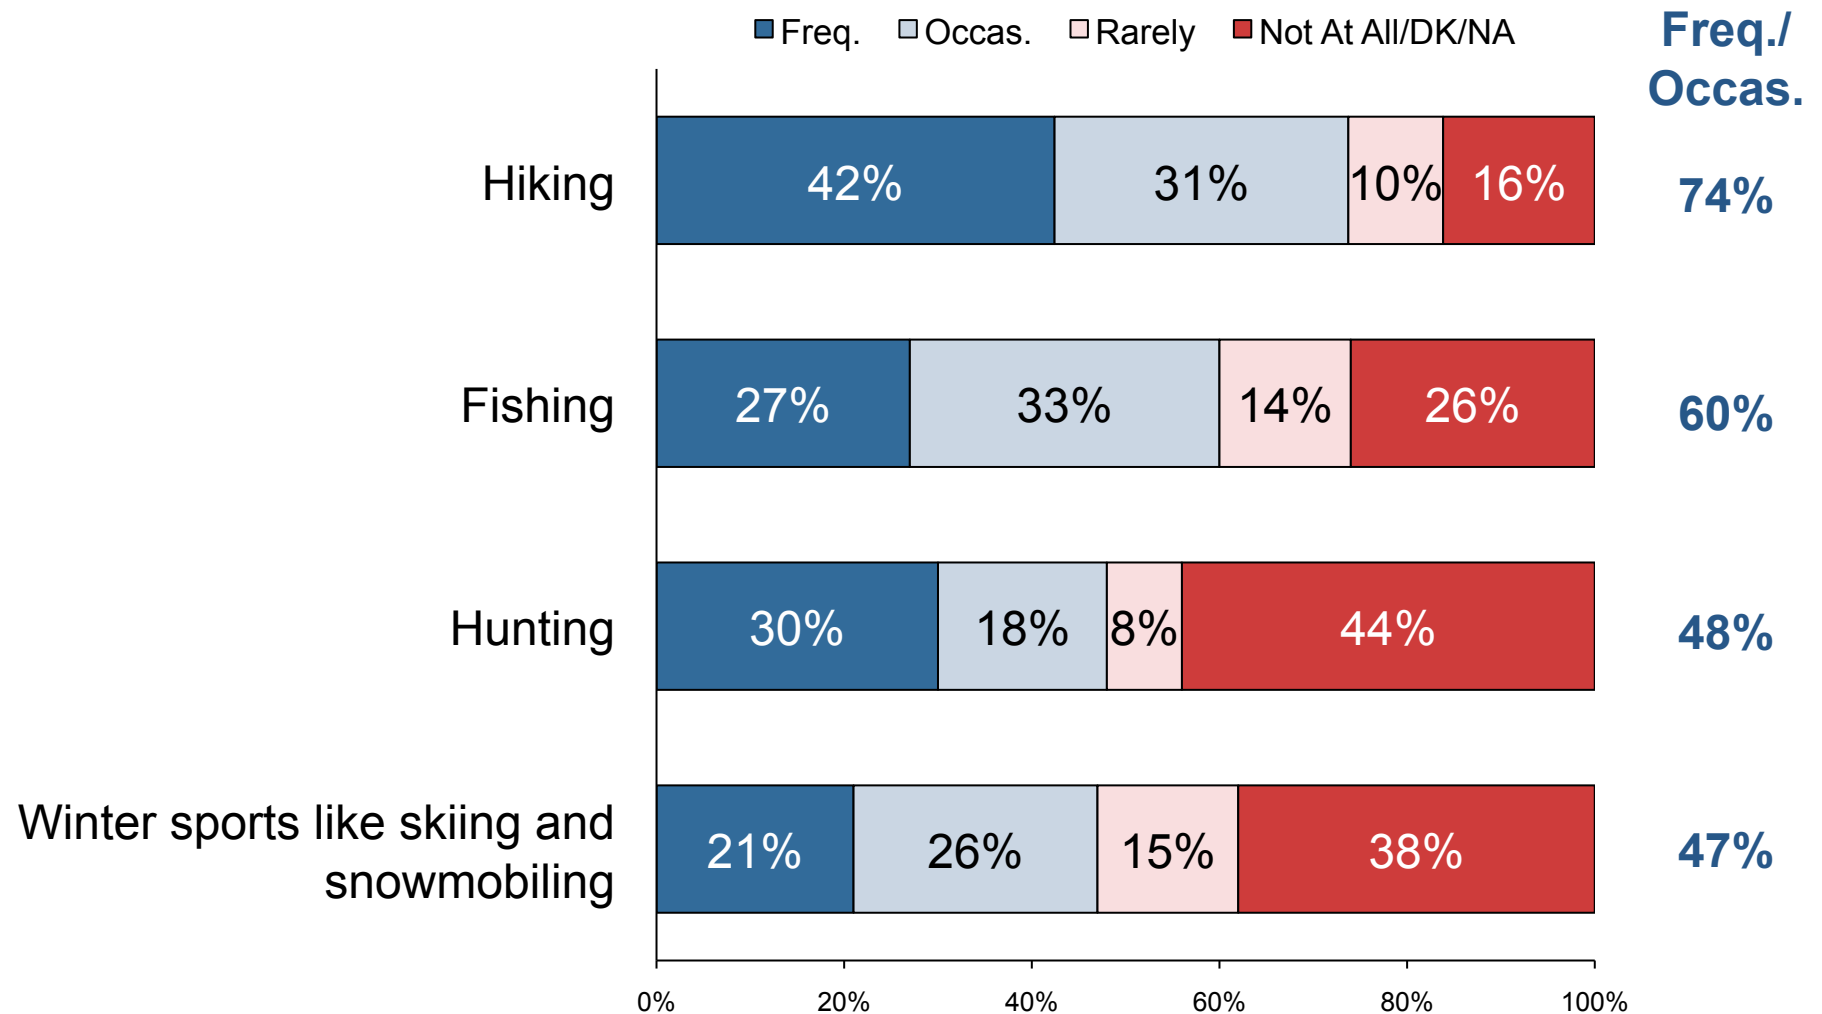 Freq. Occas. Rarely Not At All/DK/NA
Freq./
Occas.
Hiking 42% 31% 10% 16% 74%
Fishing 27% 33% 14% 26% 60%
Hunting 30% 18% 8% 44% 48%
Winter sports like skiing and
snowmobiling
21% 26% 15% 38% 47%
0% 20% 40% 60% 80% 100%